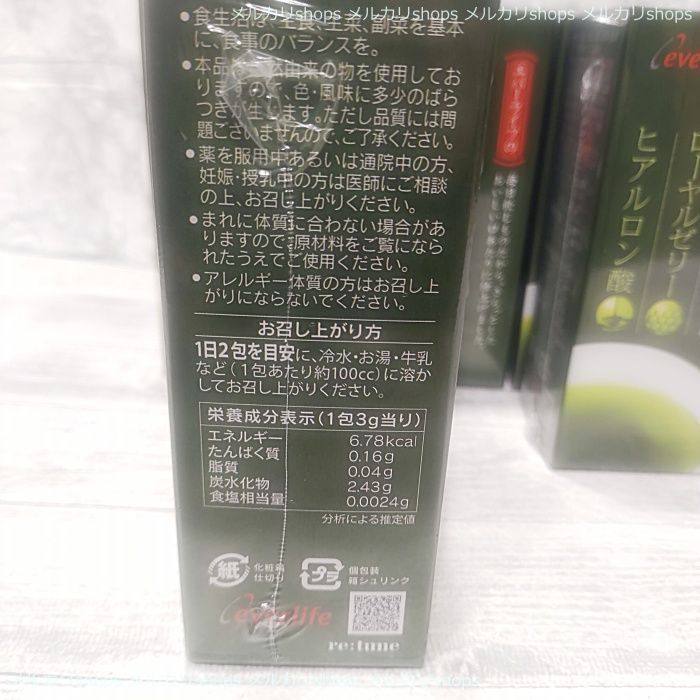 メルカリshops メルカリshops メルカリshops メルカリshops
●食生 主食、主菜、副菜を基本
に、食事のバランスを。
●本品は 由来の物を使用してお
りますので、色・風味に多少のばら
つきが生じます。ただし品質には問
題ございませんので、ご了承ください。
●薬を服用中あるいは通院中の方、
妊娠・授乳中の方は医師にご相談
の上、お召し上がりください。
●まれに体質に合わない場合があ
りますので、原材料をご覧になら
れたうえでご使用ください。
●アレルギー体質の方はお召し上
がりにならないでください。
お召し上がり方
1日2包を目安に、冷水・お湯・牛乳
など(1包あたり約100cc)に溶か
してお召し上がりください。
栄養成分表示(1包3g当り)
エネルギー 6.78kcal
たんぱく質 0.16g
脂質 0.04g
炭水化物 2.43g
食塩相当量 0.0024g
分析による推定値
紙 化粧箱
仕切り
プラ 個包装
箱シュリンク
everlife
re:tune
eve
ローヤルゼリー
ヒアルロン酸